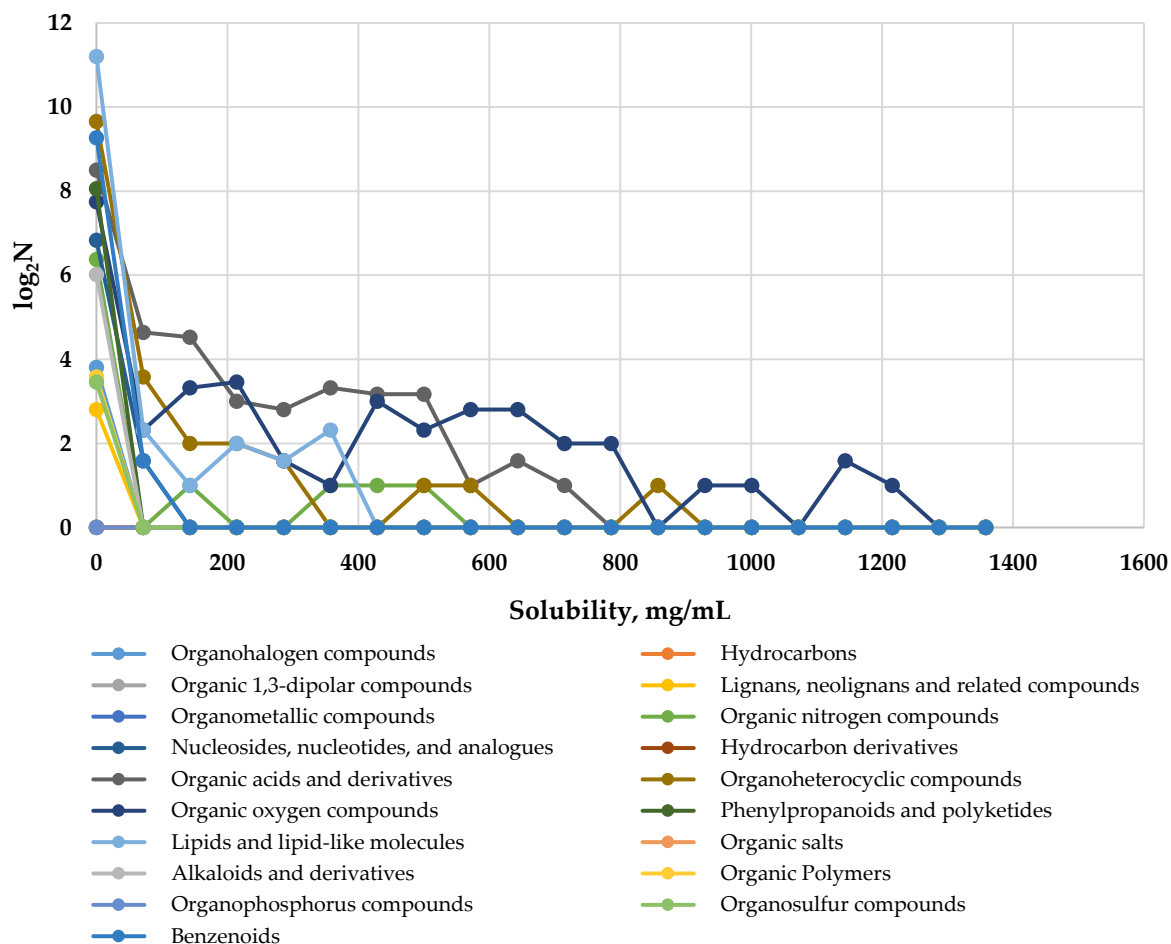 12
10
8
6
4
2
0
log₂N
0 200 400 600 800 1000 1200 1400 1600
Solubility, mg/mL
Organohalogen compounds Hydrocarbons
Organic 1,3-dipolar compounds Lignans, neolignans and related compounds
Organometallic compounds Organic nitrogen compounds
Nucleosides, nucleotides, and analogues Hydrocarbon derivatives
Organic acids and derivatives Organoheterocyclic compounds
Organic oxygen compounds Phenylpropanoids and polyketides
Lipids and lipid-like molecules Organic salts
Alkaloids and derivatives Organic Polymers
Organophosphorus compounds Organosulfur compounds
Benzenoids